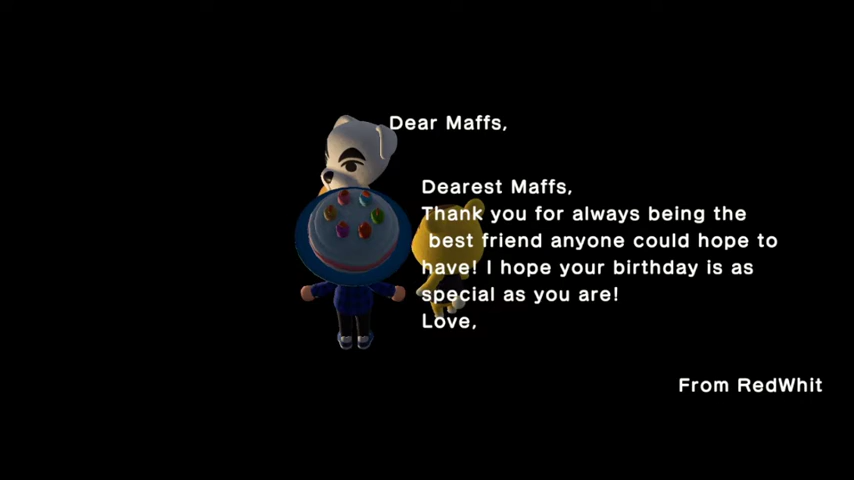 Dear Maffs,
Dearest Maffs,
Thank you for always being the
best friend anyone could hope to
have! I hope your birthday is as
special as you are!
Love,
From RedWhit